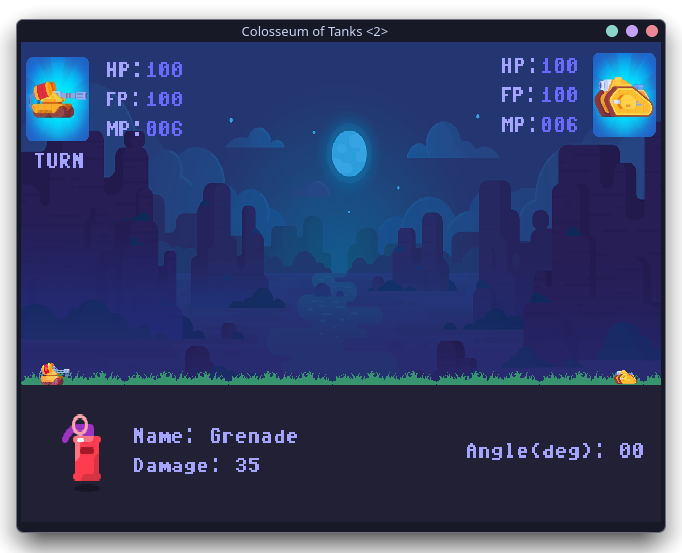 Colosseum of Tanks <2>
HP:100
FP:100
MP:006
TURN
HP:100
FP:100
MP:006
Name: Grenade
Damage: 35
Angle(deg): 00